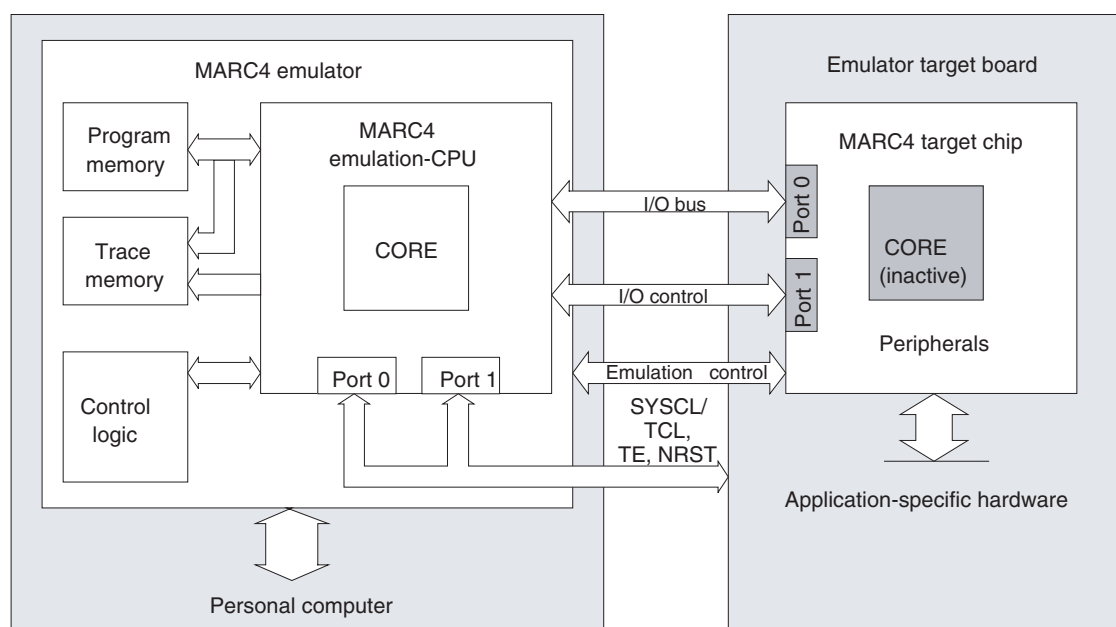 MARC4 emulator
Program
memory
Trace
memory
Control
logic
MARC4
emulation-CPU
CORE
Port 0
Port 1
Personal computer
I/O bus
I/O control
Emulation control
SYSCL/
TCL,
TE, NRST
Emulator target board
MARC4 target chip
Port 0
Port 1
CORE
(inactive)
Peripherals
Application-specific hardware